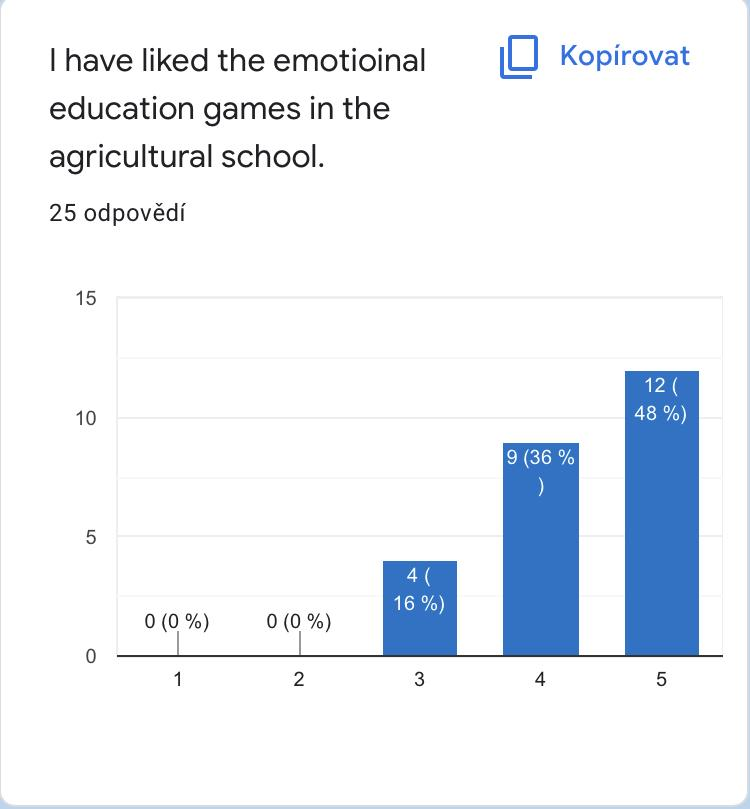 I have liked the emotioinal
education games in the
agricultural school.
Kopírovat
25 odpovědí
15
10
5
0
0 (0 %)
0 (0 %)
4 (
16 %)
9 (36 %
)
12 (
48 %)
1
2
3
4
5